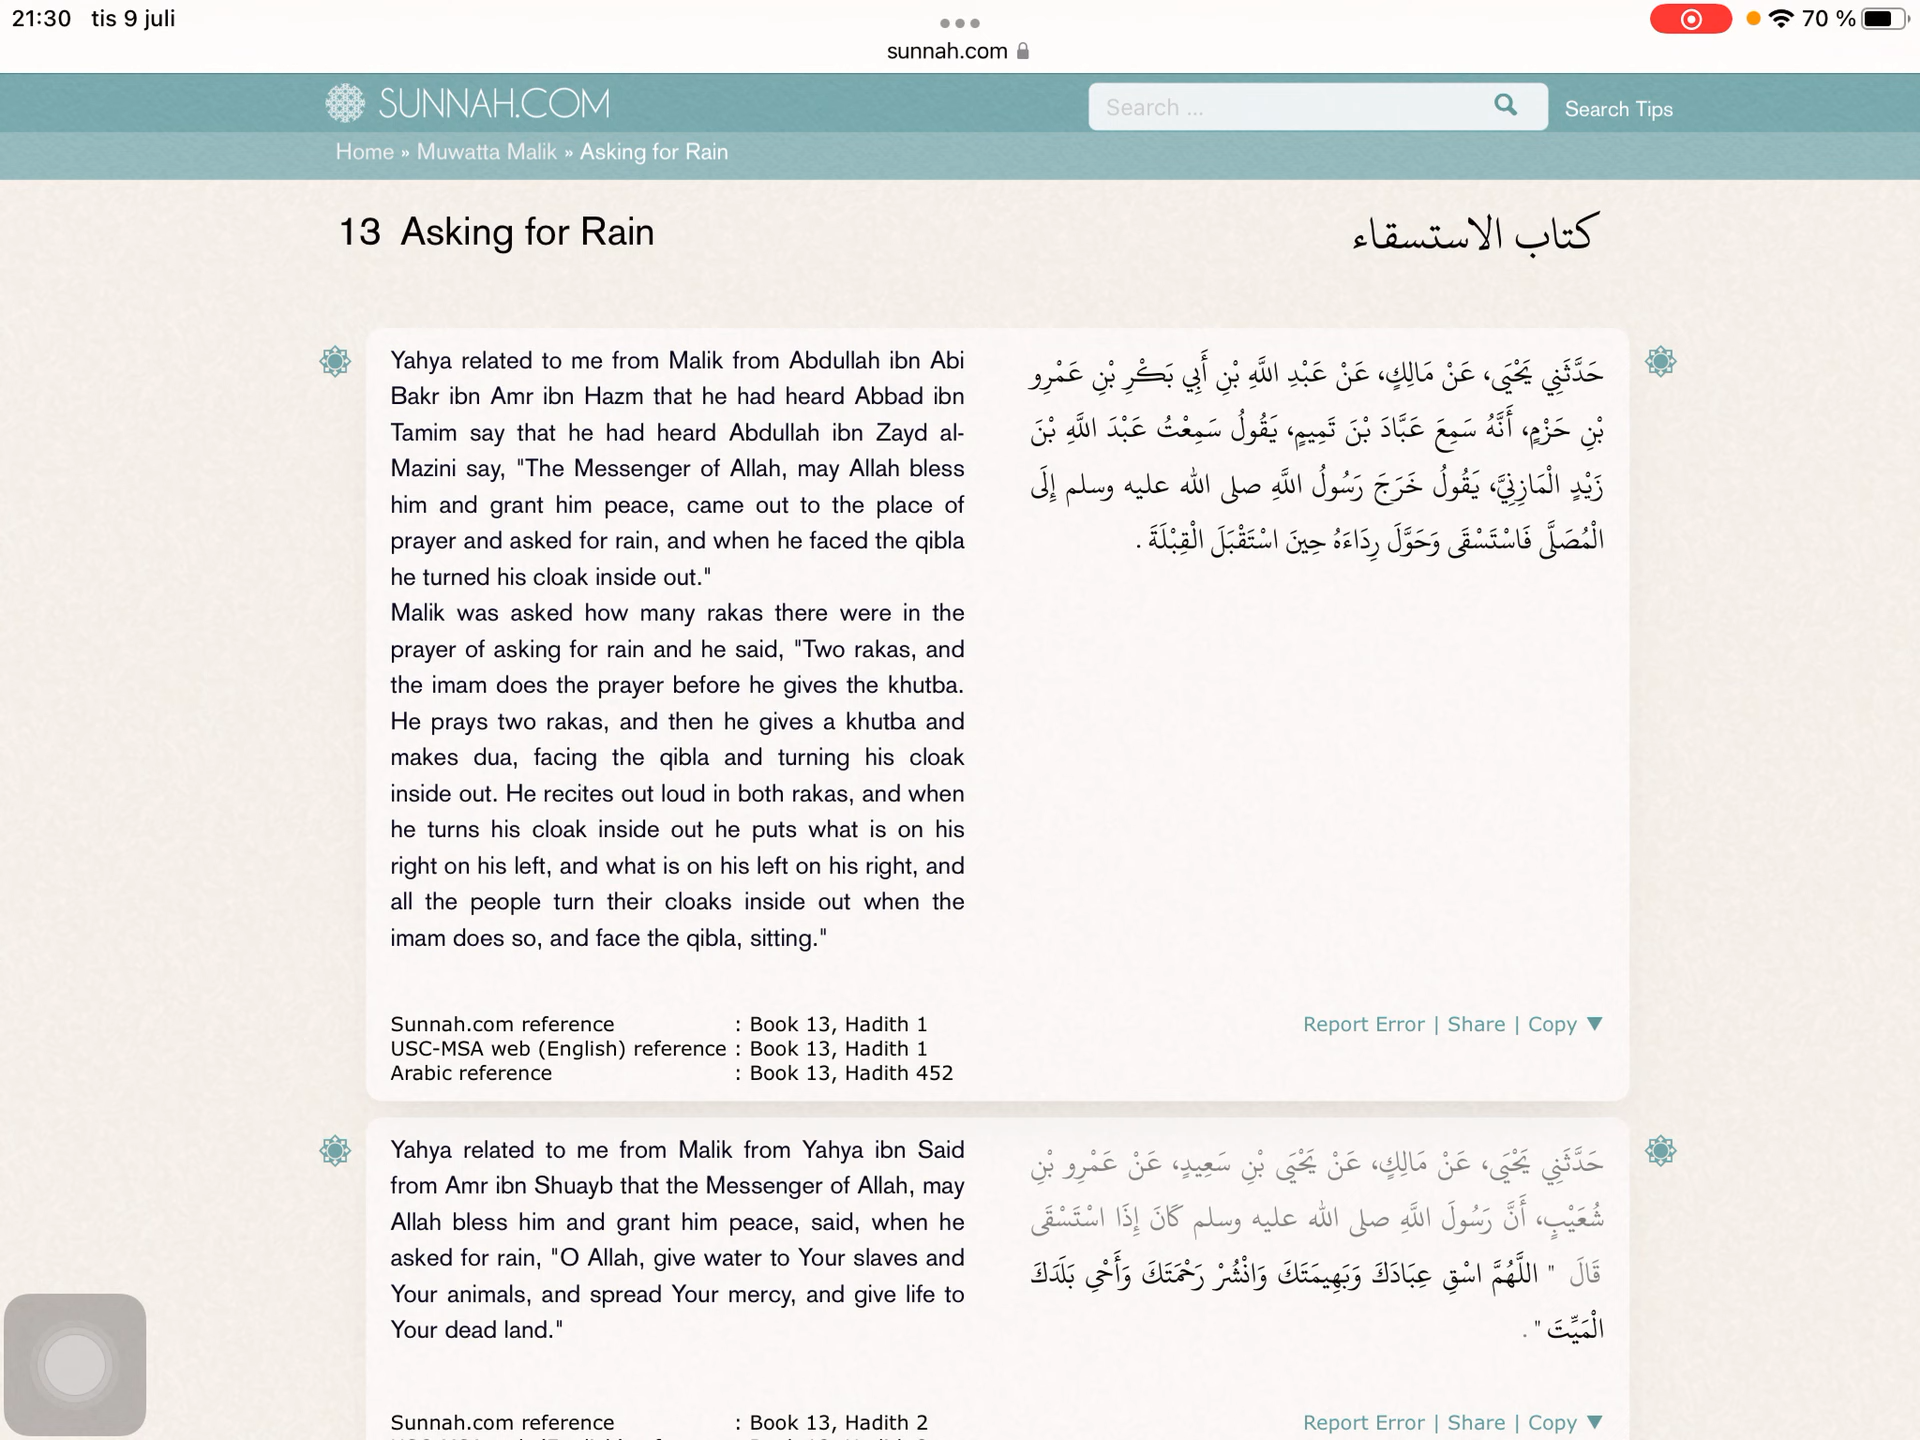 21:30 tis 9 juli
70 %
sunnah.com
SUNNAH.COM
Search ...
Search Tips
Home » Muwatta Malik » Asking for Rain
13 Asking for Rain
كتاب الاستسقاء
Yahya related to me from Malik from Abdullah ibn Abi
Bakr ibn Amr ibn Hazm that he had heard Abbad ibn
Tamim say that he had heard Abdullah ibn Zayd al-
Mazini say, "The Messenger of Allah, may Allah bless
him and grant him peace, came out to the place of
prayer and asked for rain, and when he faced the qibla
he turned his cloak inside out."
Malik was asked how many rakas there were in the
prayer of asking for rain and he said, "Two rakas, and
the imam does the prayer before he gives the khutba.
He prays two rakas, and then he gives a khutba and
makes dua, facing the qibla and turning his cloak
inside out. He recites out loud in both rakas, and when
he turns his cloak inside out he puts what is on his
right on his left, and what is on his left on his right, and
all the people turn their cloaks inside out when the
imam does so, and face the qibla, sitting."
حَدَّثَنِي يَحْيَى، عَنْ مَالِكٍ، عَنْ عَبْدِ اللَّهِ بْنِ أَبِي بَكْرِ بْنِ عَمْرِو
بْنِ حَزْمٍ، أَنَّهُ سَمِعَ عَبَّادَ بْنَ تَمِيمٍ، يَقُولُ سَمِعْتُ عَبْدَ اللَّهِ بْنَ
زَيْدٍ الْمَازِنِيَّ، يَقُولُ خَرَجَ رَسُولُ اللَّهِ صلى الله عليه وسلم إِلَى
الْمُصَلَّى فَاسْتَسْقَى وَحَوَّلَ رِدَاءَهُ حِينَ اسْتَقْبَلَ الْقِبْلَةَ .
Sunnah.com reference : Book 13, Hadith 1
USC-MSA web (English) reference : Book 13, Hadith 1
Arabic reference : Book 13, Hadith 452
Report Error | Share | Copy ▼
Yahya related to me from Malik from Yahya ibn Said
from Amr ibn Shuayb that the Messenger of Allah, may
Allah bless him and grant him peace, said, when he
asked for rain, "O Allah, give water to Your slaves and
Your animals, and spread Your mercy, and give life to
Your dead land."
حَدَّثَنِي يَحْيَى، عَنْ مَالِكٍ، عَنْ يَحْيَى بْنِ سَعِيدٍ، عَنْ عَمْرِو بْنِ
شُعَيْبٍ، أَنَّ رَسُولَ اللَّهِ صلى الله عليه وسلم كَانَ إِذَا اسْتَسْقَى
قَالَ " اللَّهُمَّ اسْقِ عِبَادَكَ وَبَهِيمَتَكَ وَانْشُرْ رَحْمَتَكَ وَأَحْيِ بَلَدَكَ
الْمَيِّتَ " .
Sunnah.com reference : Book 13, Hadith 2
Report Error | Share | Copy ▼